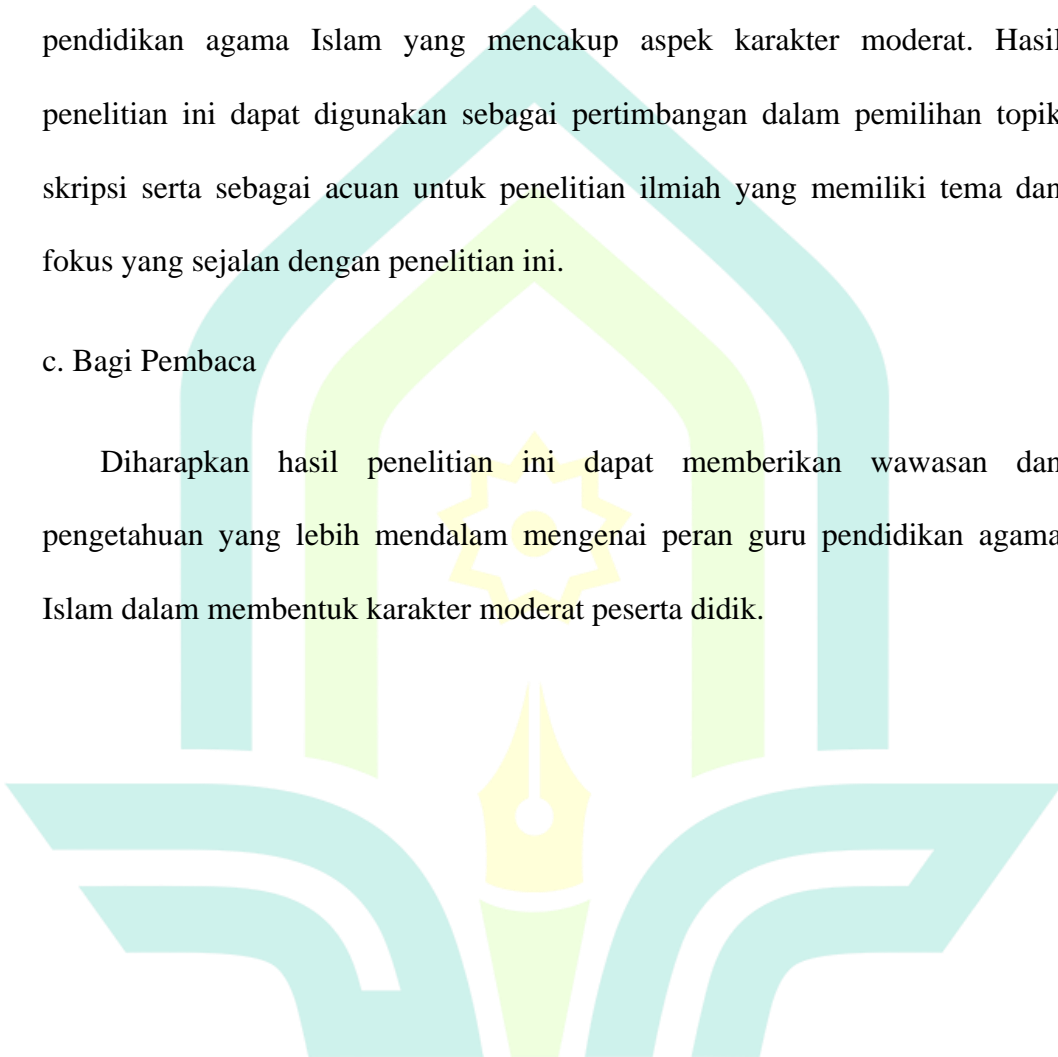 pendidikan agama Islam yang mencakup aspek karakter moderat. Hasil
penelitian ini dapat digunakan sebagai pertimbangan dalam pemilihan topik
skripsi serta sebagai acuan untuk penelitian ilmiah yang memiliki tema dan
fokus yang sejalan dengan penelitian ini.
c. Bagi Pembaca
Diharapkan hasil penelitian ini dapat memberikan wawasan dan
pengetahuan yang lebih mendalam mengenai peran guru pendidikan agama
Islam dalam membentuk karakter moderat peserta didik.